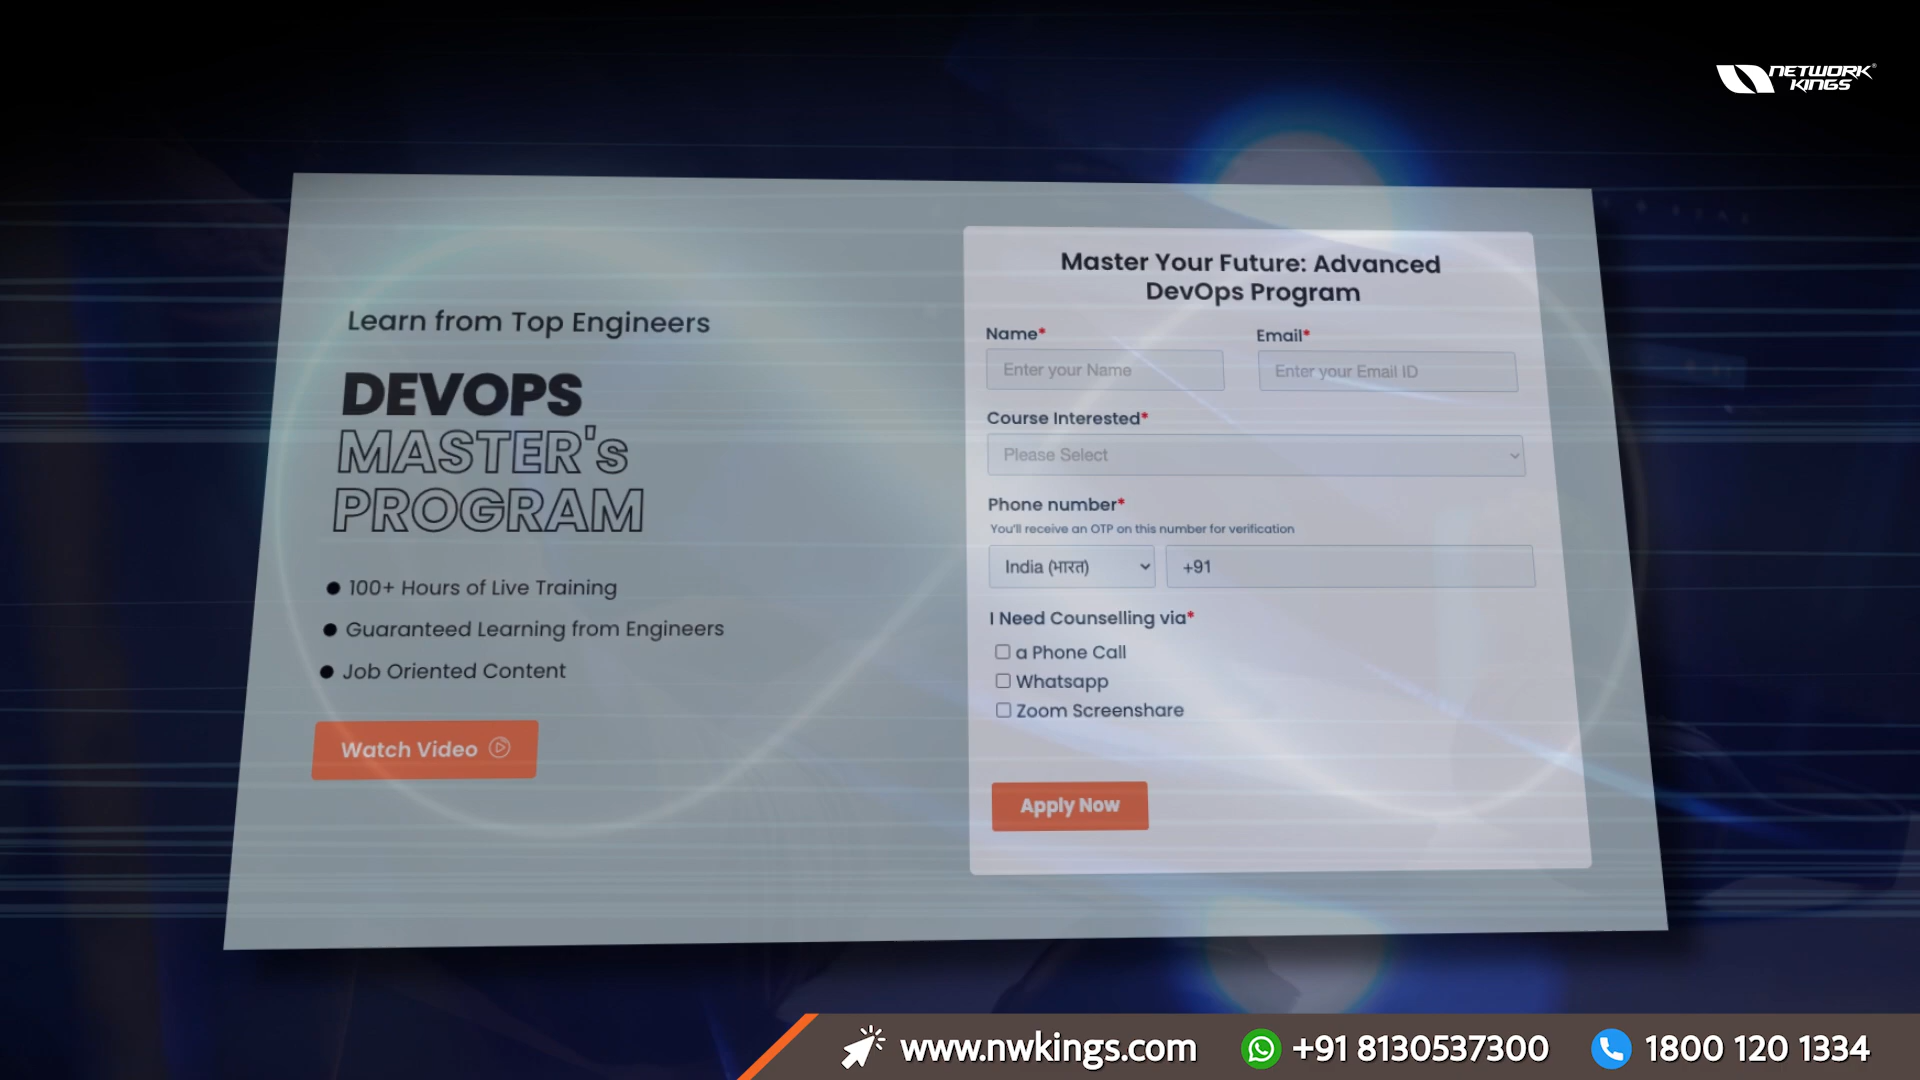 NETWORK
KINGS
Learn from Top Engineers
DEVOPS
MASTER's
PROGRAM
100+ Hours of Live Training
Guaranteed Learning from Engineers
Job Oriented Content
Watch Video
Master Your Future: Advanced
DevOps Program
Name* Email*
Enter your Name Enter your Email ID
Course Interested*
Please Select
Phone number*
You'll receive an OTP on this number for verification
India (भारत) +91
I Need Counselling via*
a Phone Call
Whatsapp
Zoom Screenshare
Apply Now
www.nwkings.com +91 8130537300 1800 120 1334